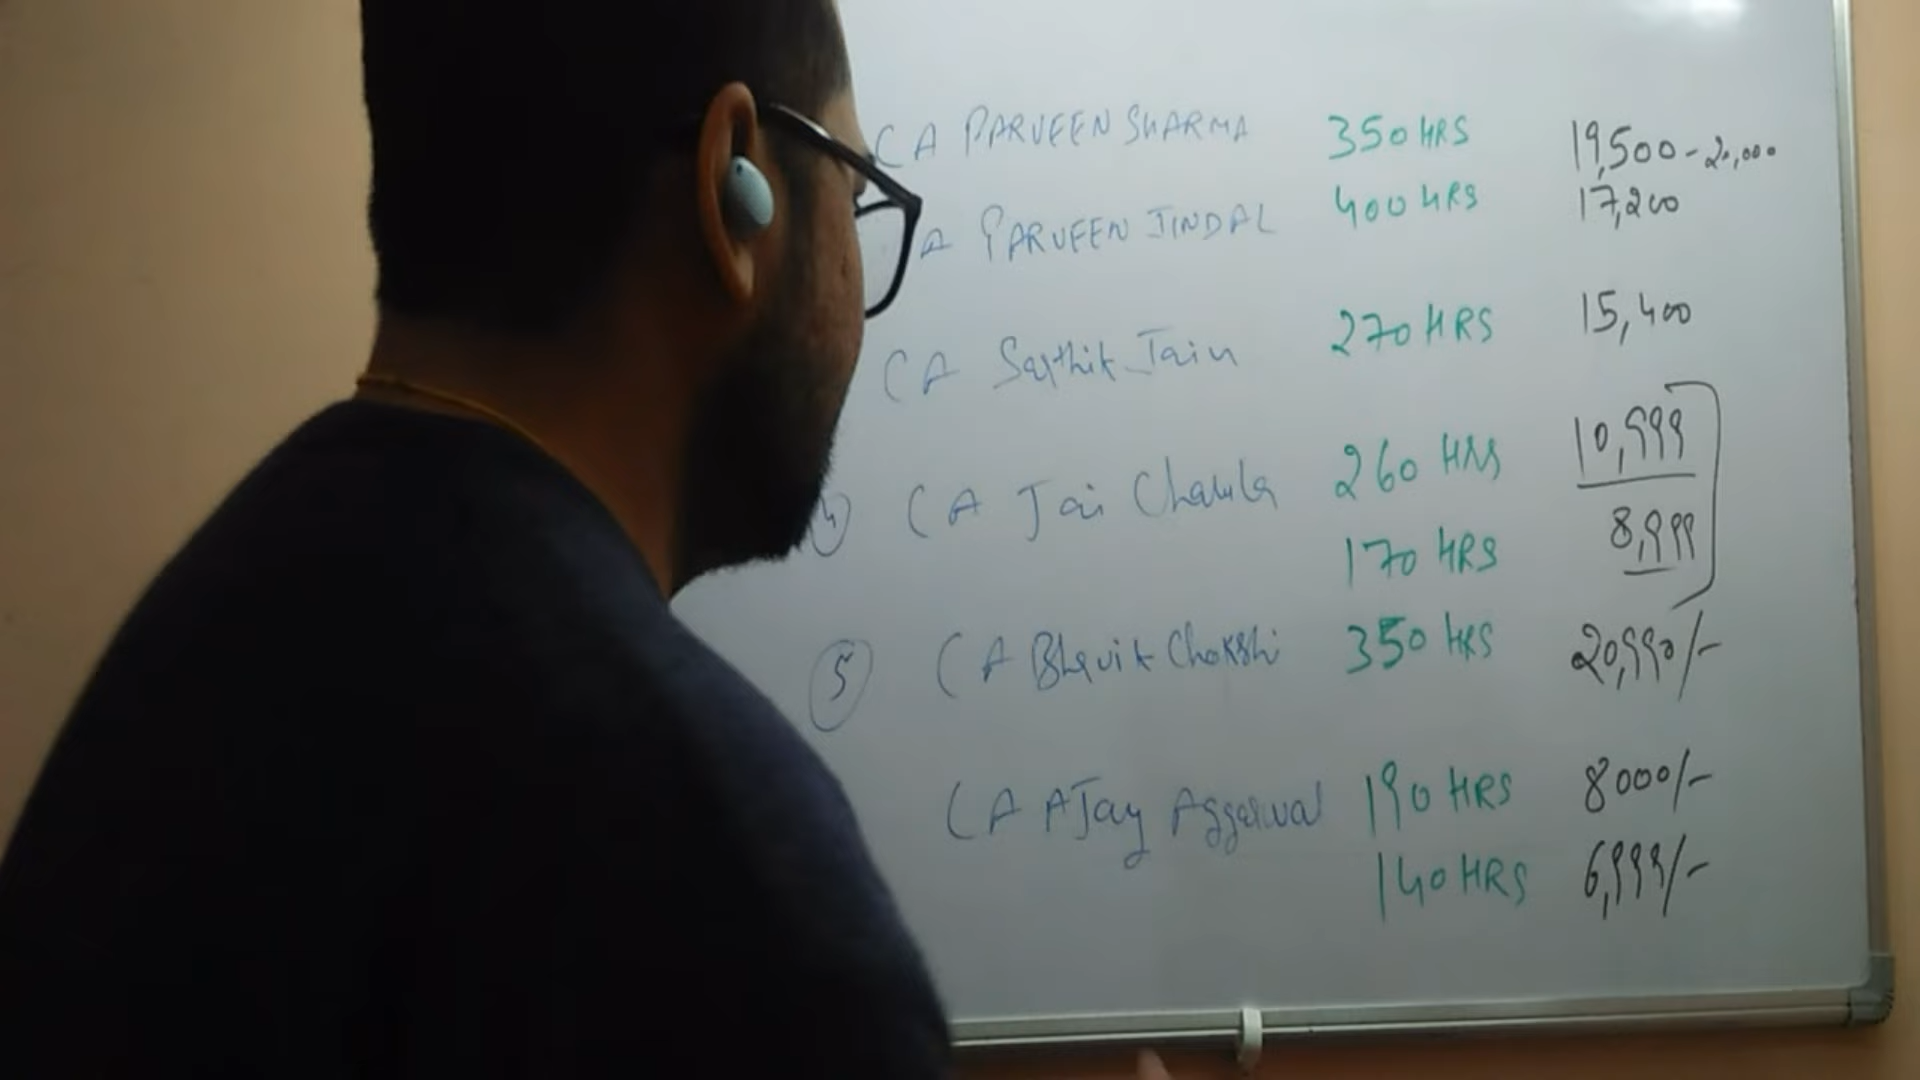 CA PARVEEN SHARMA 350 HRS 19,500 - 20,000
A PARVEEN JINDAL 400 HRS 17,200
CA Sarthik Jain 270 HRS 15,400
4 CA Jai Chawla 260 HRS 10,999
170 HRS 8,999
5 CA Bhavik Chokshi 350 HRS 20,990/-
CA AJay Aggarwal 190 HRS 8000/-
140 HRS 6,999/-